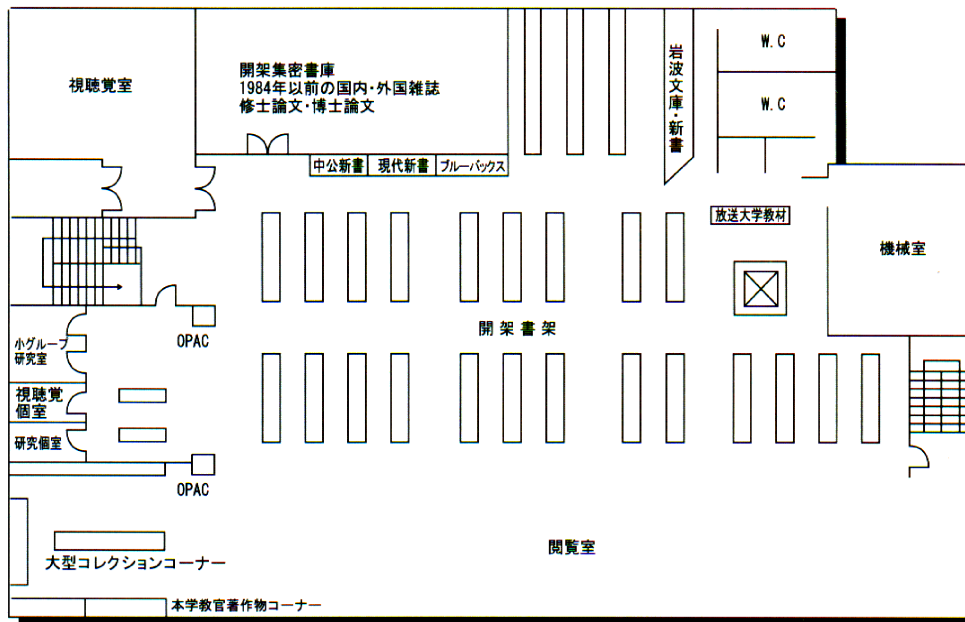 視聴覚室
開架集密書庫
1984年以前の国内・外国雑誌
修士論文・博士論文
岩波文庫・新書
W.C
W.C
中公新書
現代新書
ブルーバックス
放送大学教材
機械室
OPAC
開架書架
小グループ
研究室
視聴覚
個室
研究個室
OPAC
閲覧室
大型コレクションコーナー
本学教官著作物コーナー